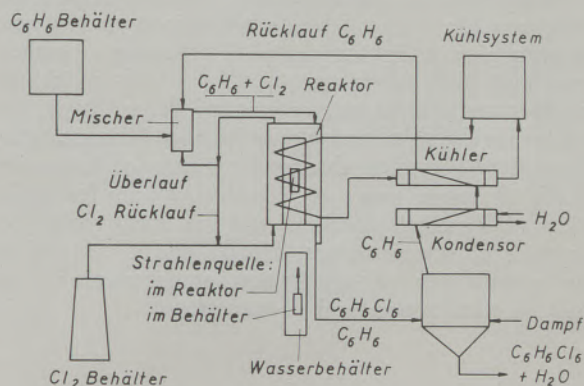 C₆H₆ Behälter
Rücklauf C₆H₆
Kühlsystem
C₆H₆ + Cl₂
Reaktor
Mischer
Kühler
Überlauf
Cl₂ Rücklauf
H₂O
C₆H₆
Kondensor
Strahlenquelle:
im Reaktor
im Behälter
C₆H₆Cl₆
C₆H₆
Dampf
Wasserbehälter
C₆H₆Cl₆
+ H₂O
Cl₂ Behälter